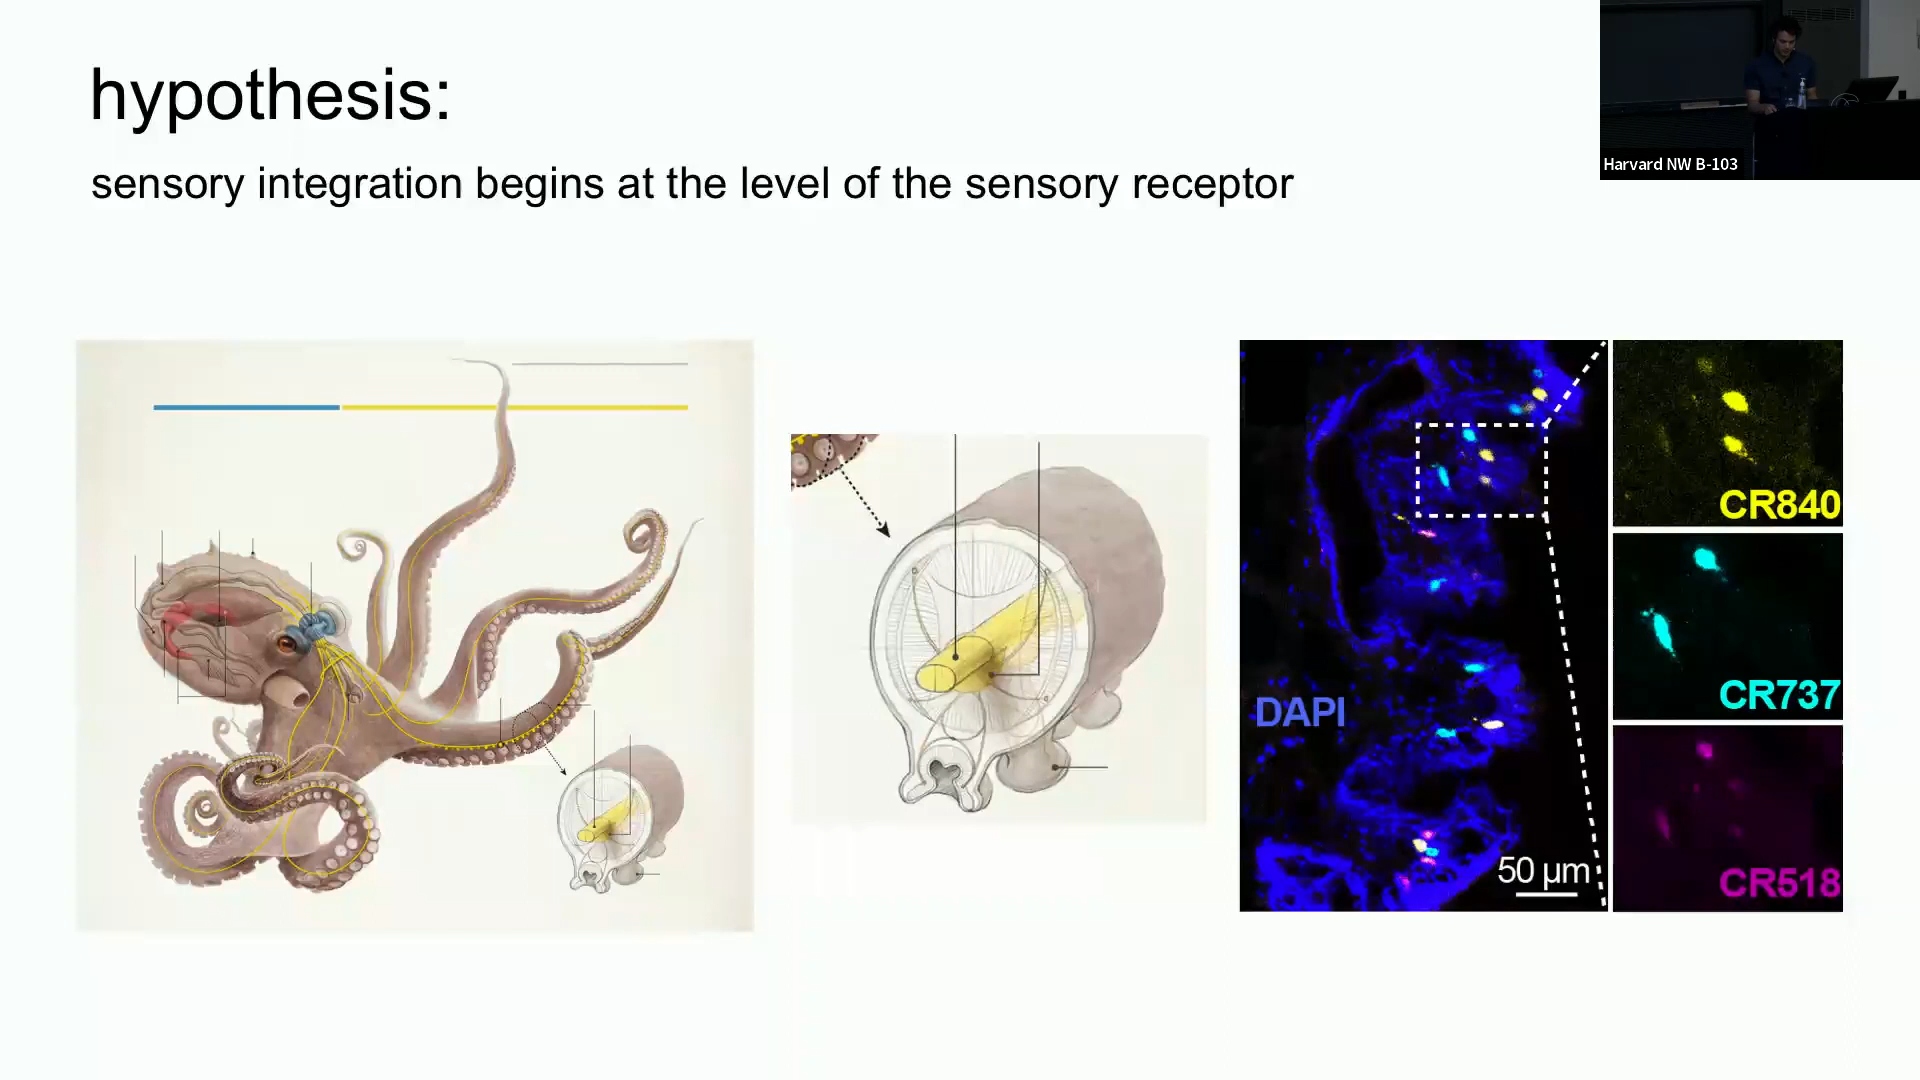 hypothesis:
sensory integration begins at the level of the sensory receptor
Harvard NW B-103
DAPI
50 µm
CR840
CR737
CR518